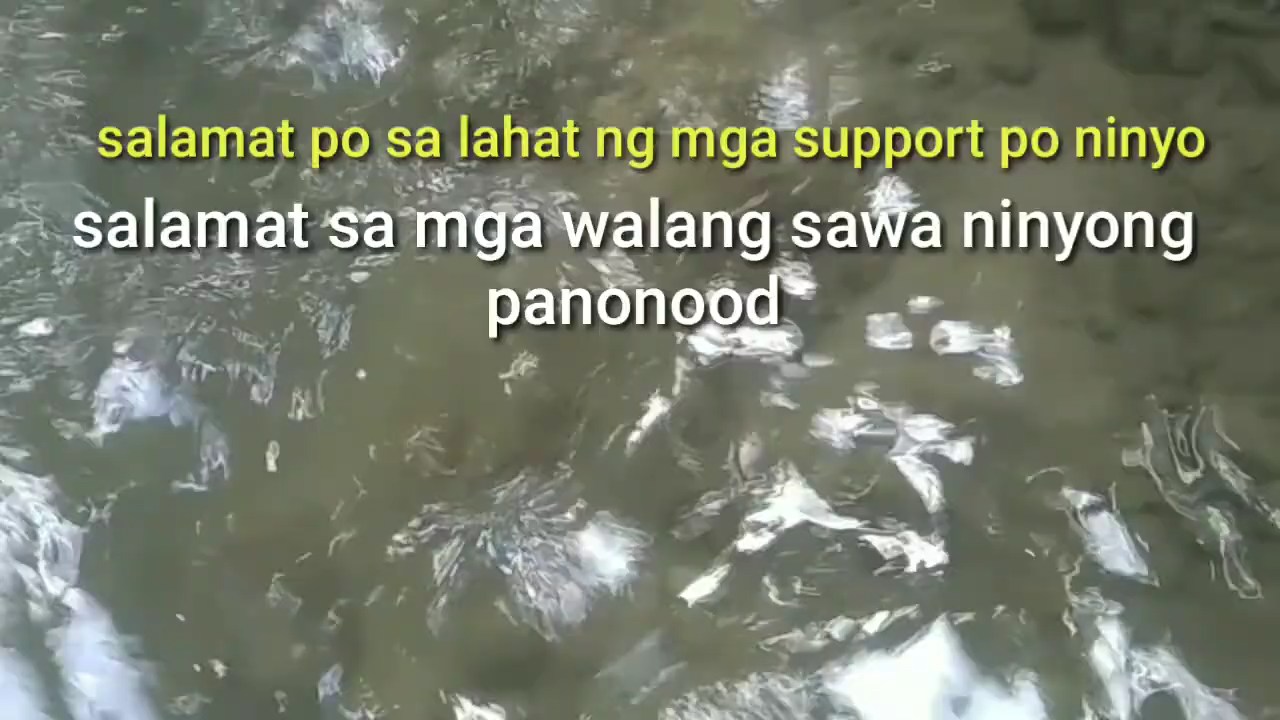 salamat po sa lahat ng mga support po ninyo
salamat sa mga walang sawa ninyong
panonood